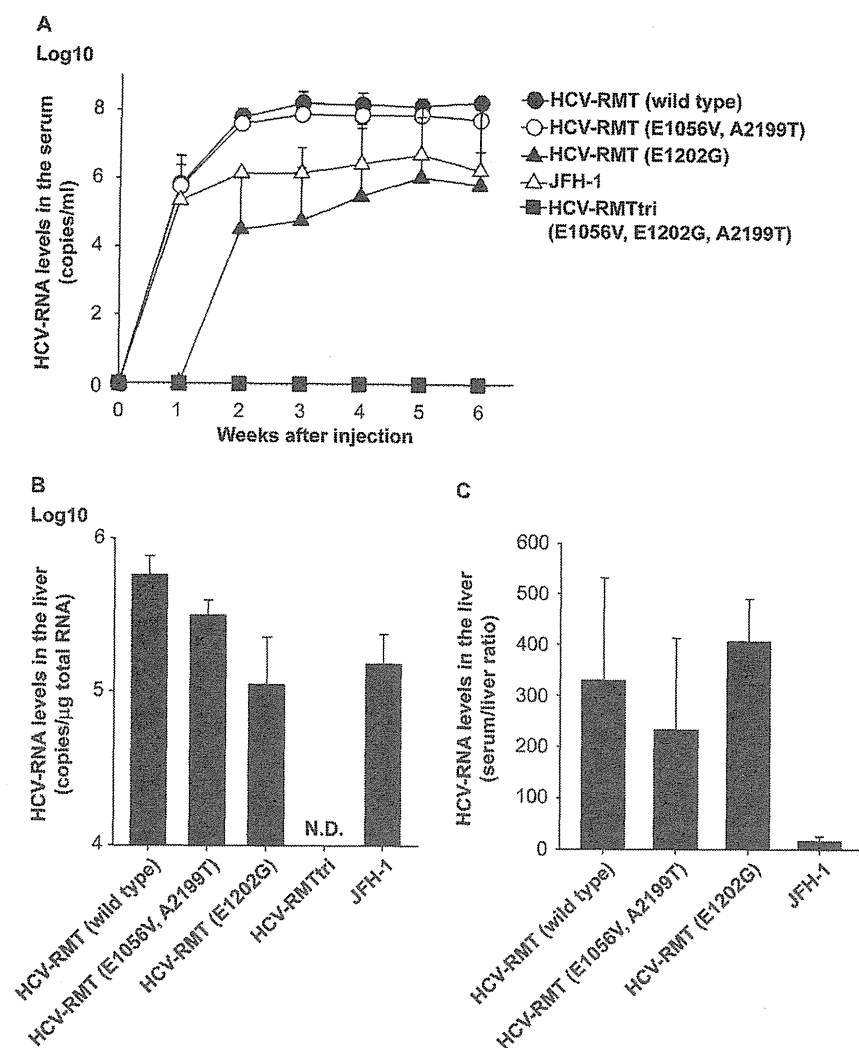 A
Log10
HCV-RNA levels in the serum
(copies/ml)
8
6
4
2
0
0 1 2 3 4 5 6
Weeks after injection
HCV-RMT (wild type)
HCV-RMT (E1056V, A2199T)
HCV-RMT (E1202G)
JFH-1
HCV-RMTtri
(E1056V, E1202G, A2199T)
B
Log10
HCV-RNA levels in the liver
(copies/µg total RNA)
6
5
4
N.D.
HCV-RMT (wild type)
HCV-RMT (E1056V, A2199T)
HCV-RMT (E1202G)
HCV-RMTtri
JFH-1
C
HCV-RNA levels in the liver
(serum/liver ratio)
600
500
400
300
200
100
0
HCV-RMT (wild type)
HCV-RMT (E1056V, A2199T)
HCV-RMT (E1202G)
JFH-1